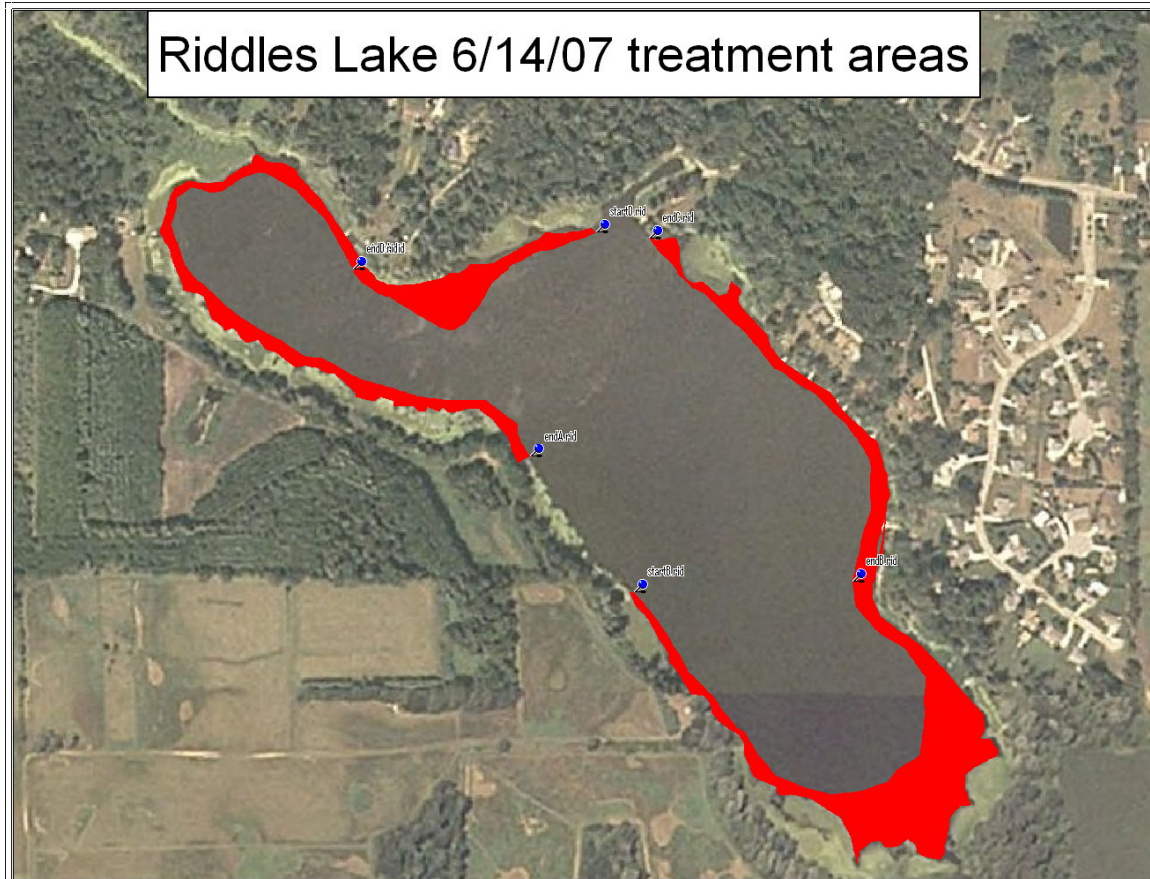 Riddles Lake 6/14/07 treatment areas
startD.rid
endC.rid
endA.rid
startB.rid
endB.rid